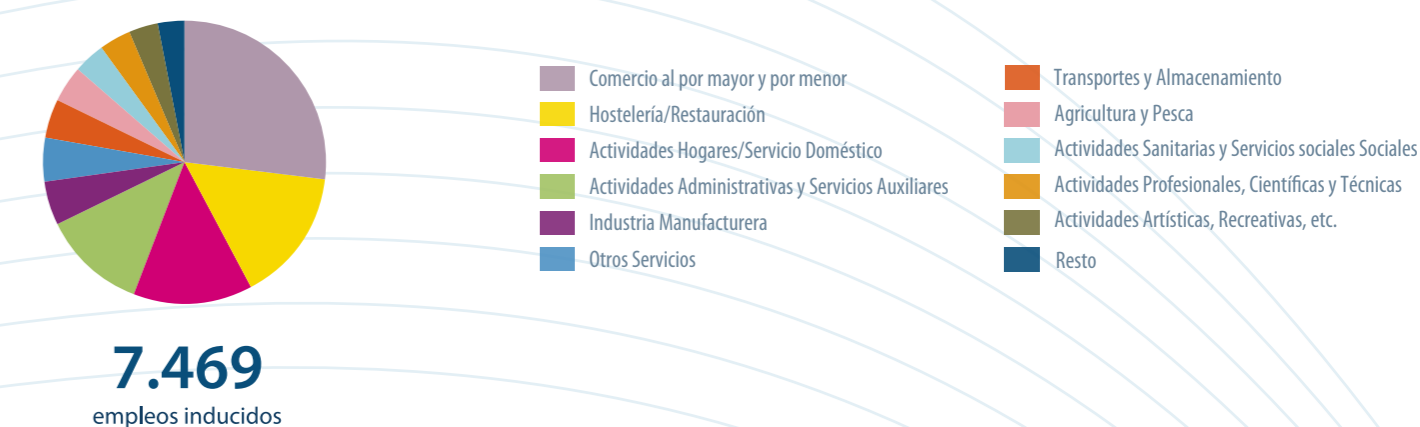 Comercio al por mayor y por menor
Hostelería/Restauración
Actividades Hogares/Servicio Doméstico
Actividades Administrativas y Servicios Auxiliares
Industria Manufacturera
Otros Servicios
Transportes y Almacenamiento
Agricultura y Pesca
Actividades Sanitarias y Servicios sociales Sociales
Actividades Profesionales, Científicas y Técnicas
Actividades Artísticas, Recreativas, etc.
Resto
7.469
empleos inducidos